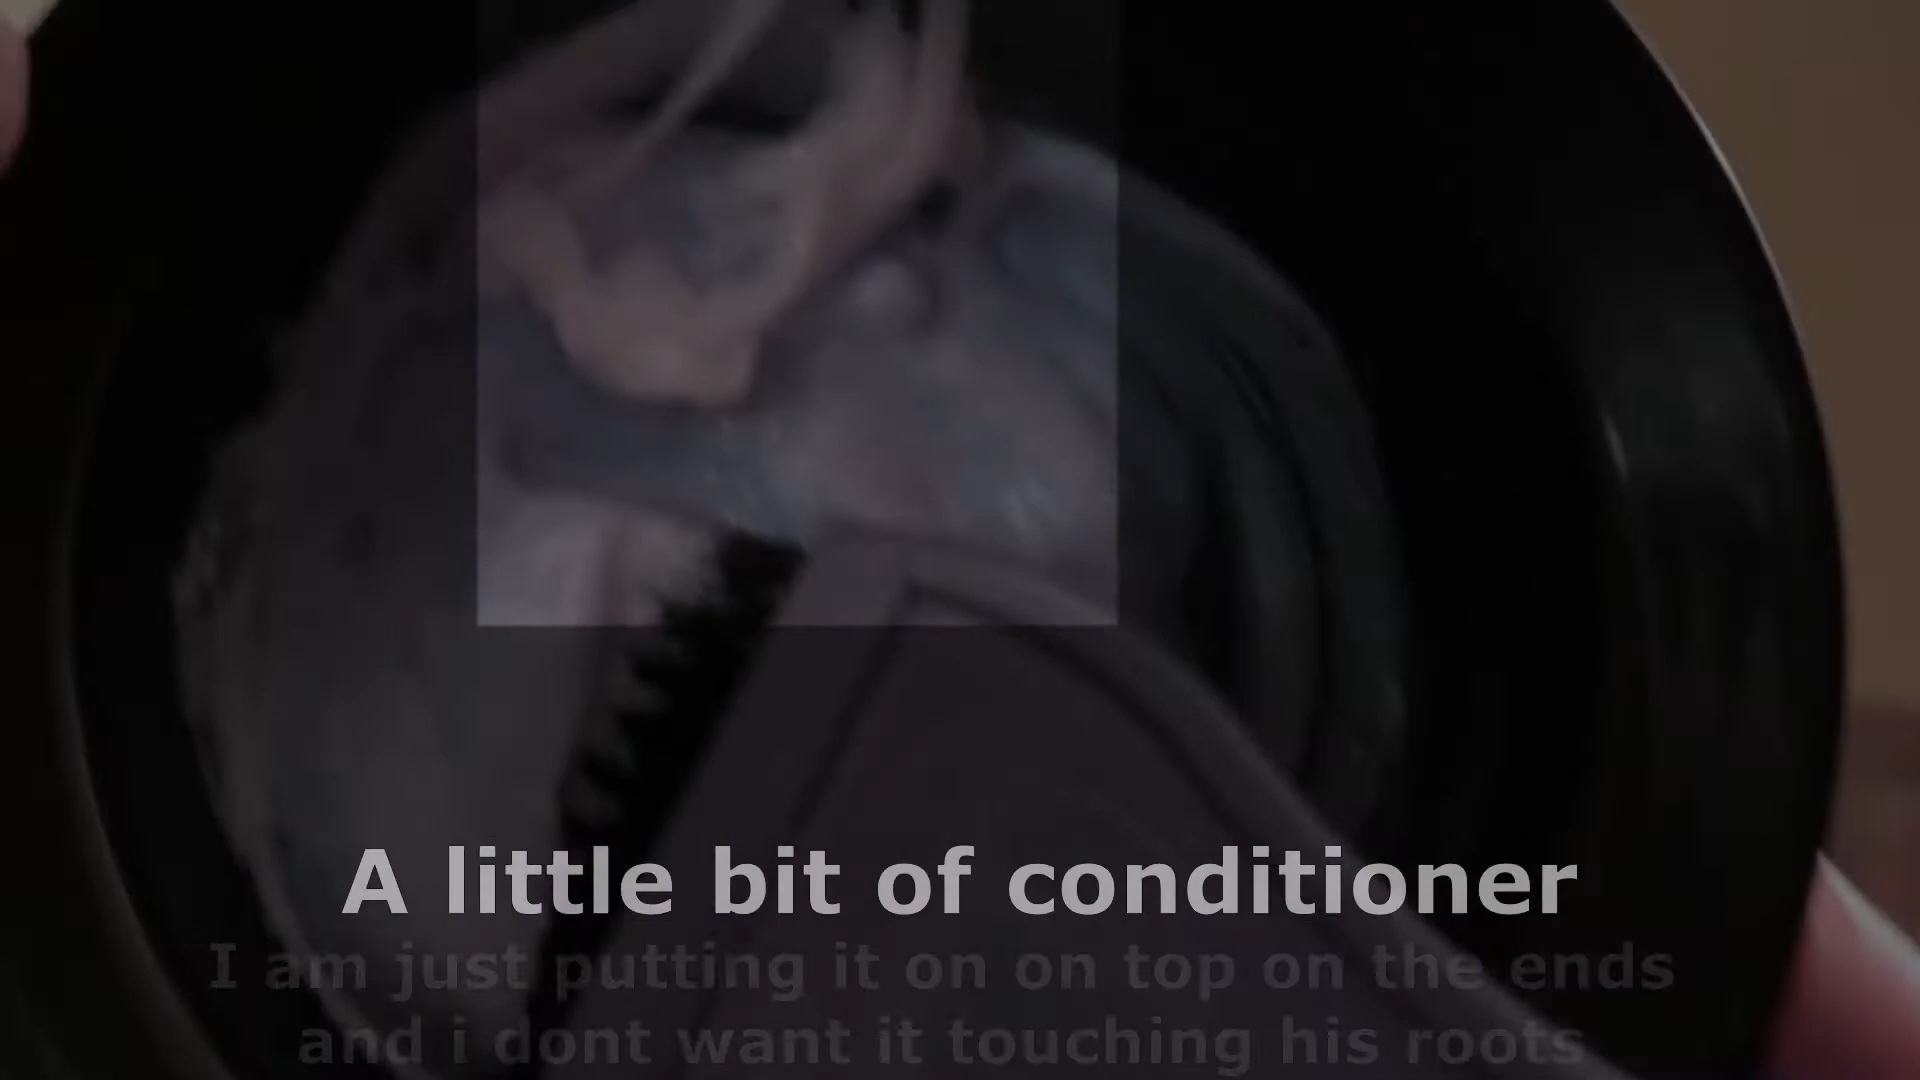 A little bit of conditioner
I am just putting it on on top on the ends
and i dont want it touching his roots